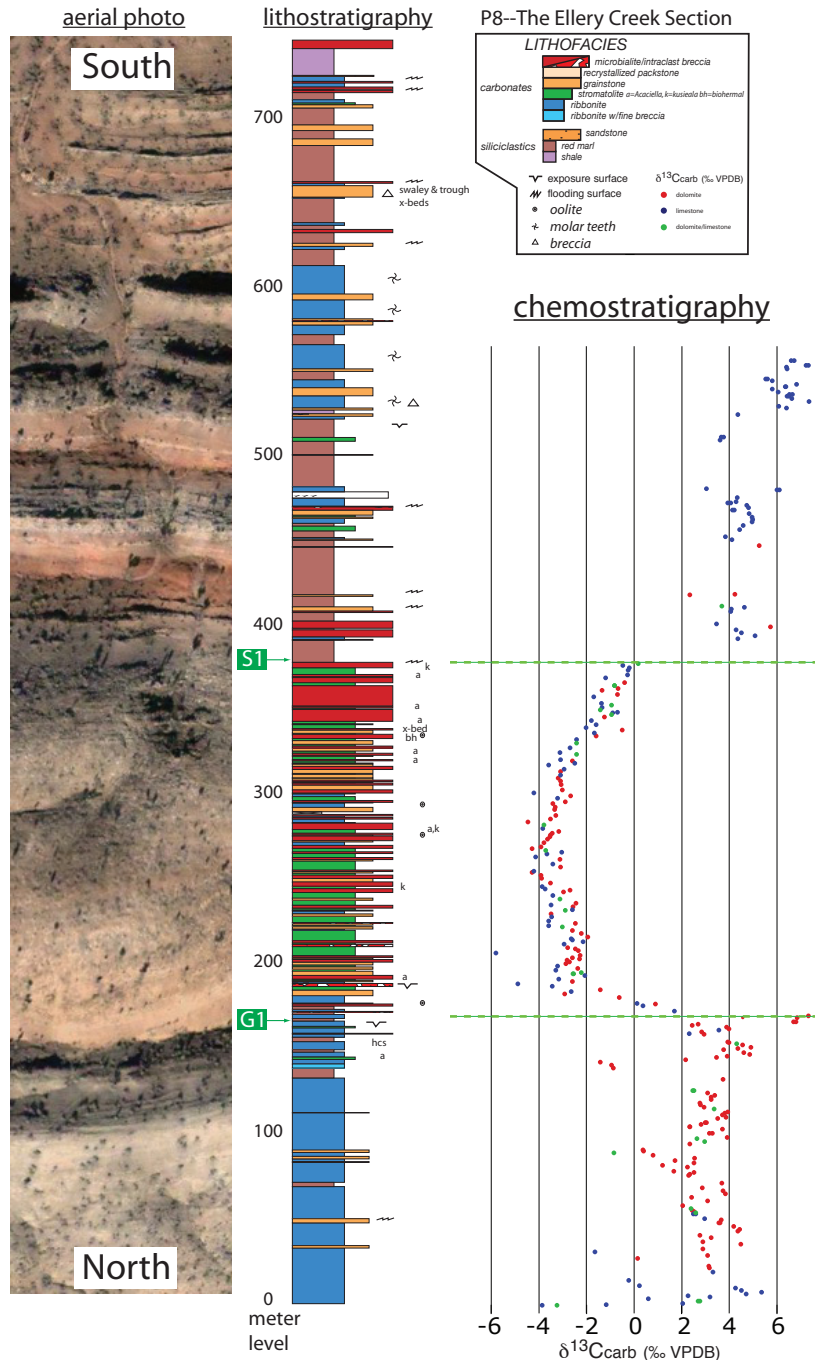 aerial photo
lithostratigraphy
P8--The Ellery Creek Section
LITHOFACIES
carbonates
microbialite/intraclast breccia
recrystallized packstone
grainstone
stromatolite a=Acaciella, k=kusieala bh=biohermal
ribbonite
ribbonite w/fine breccia
siliciclastics
sandstone
red marl
shale
exposure surface
flooding surface
oolite
molar teeth
breccia
δ13Ccarb (‰ VPDB)
dolomite
limestone
dolomite/limestone
South
700
swaley & trough
x-beds
600
chemostratigraphy
500
400
S1
k
a
a
a
x-bed
bh
a
a
300
a,k
k
200
a
G1
hcs
a
100
North
0
meter
level
-6
-4
-2
0
2
4
6
δ13Ccarb (‰ VPDB)